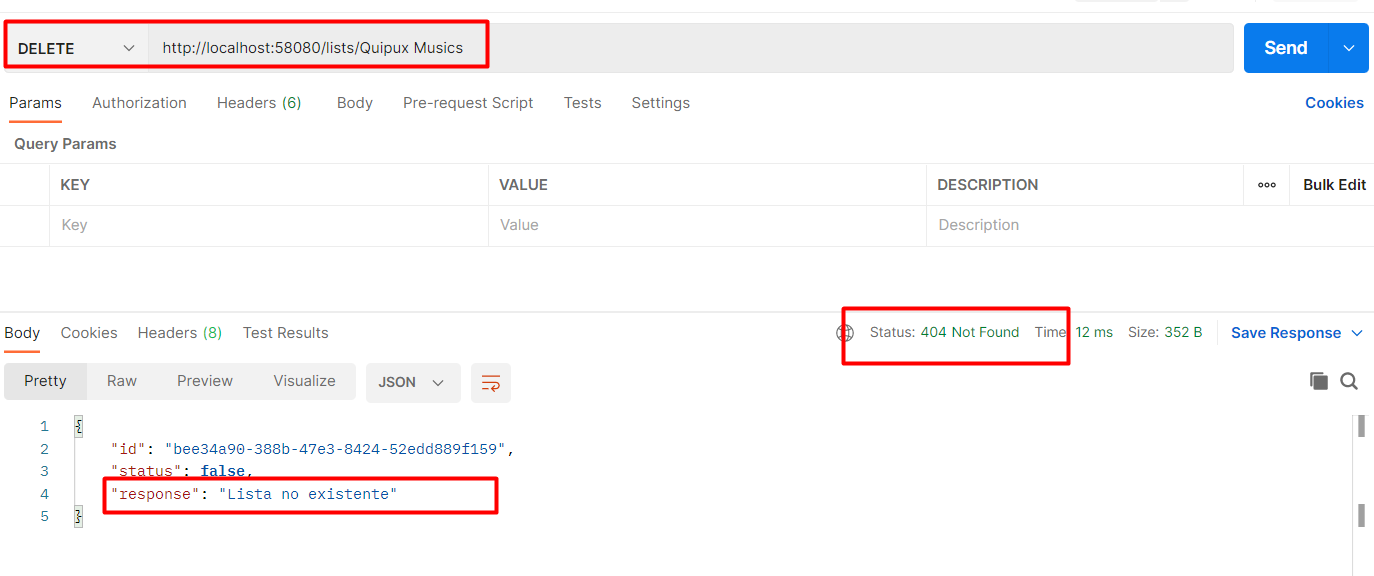 DELETE http://localhost:58080/lists/Quipux Musics Send
Params Authorization Headers (6) Body Pre-request Script Tests Settings Cookies
Query Params
KEY VALUE DESCRIPTION ooo Bulk Edit
Key Value Description
Body Cookies Headers (8) Test Results Status: 404 Not Found Time 12 ms Size: 352 B Save Response
Pretty Raw Preview Visualize JSON
1 {
2 "id": "bee34a90-388b-47e3-8424-52edd889f159",
3 "status": false,
4 "response": "Lista no existente"
5 }